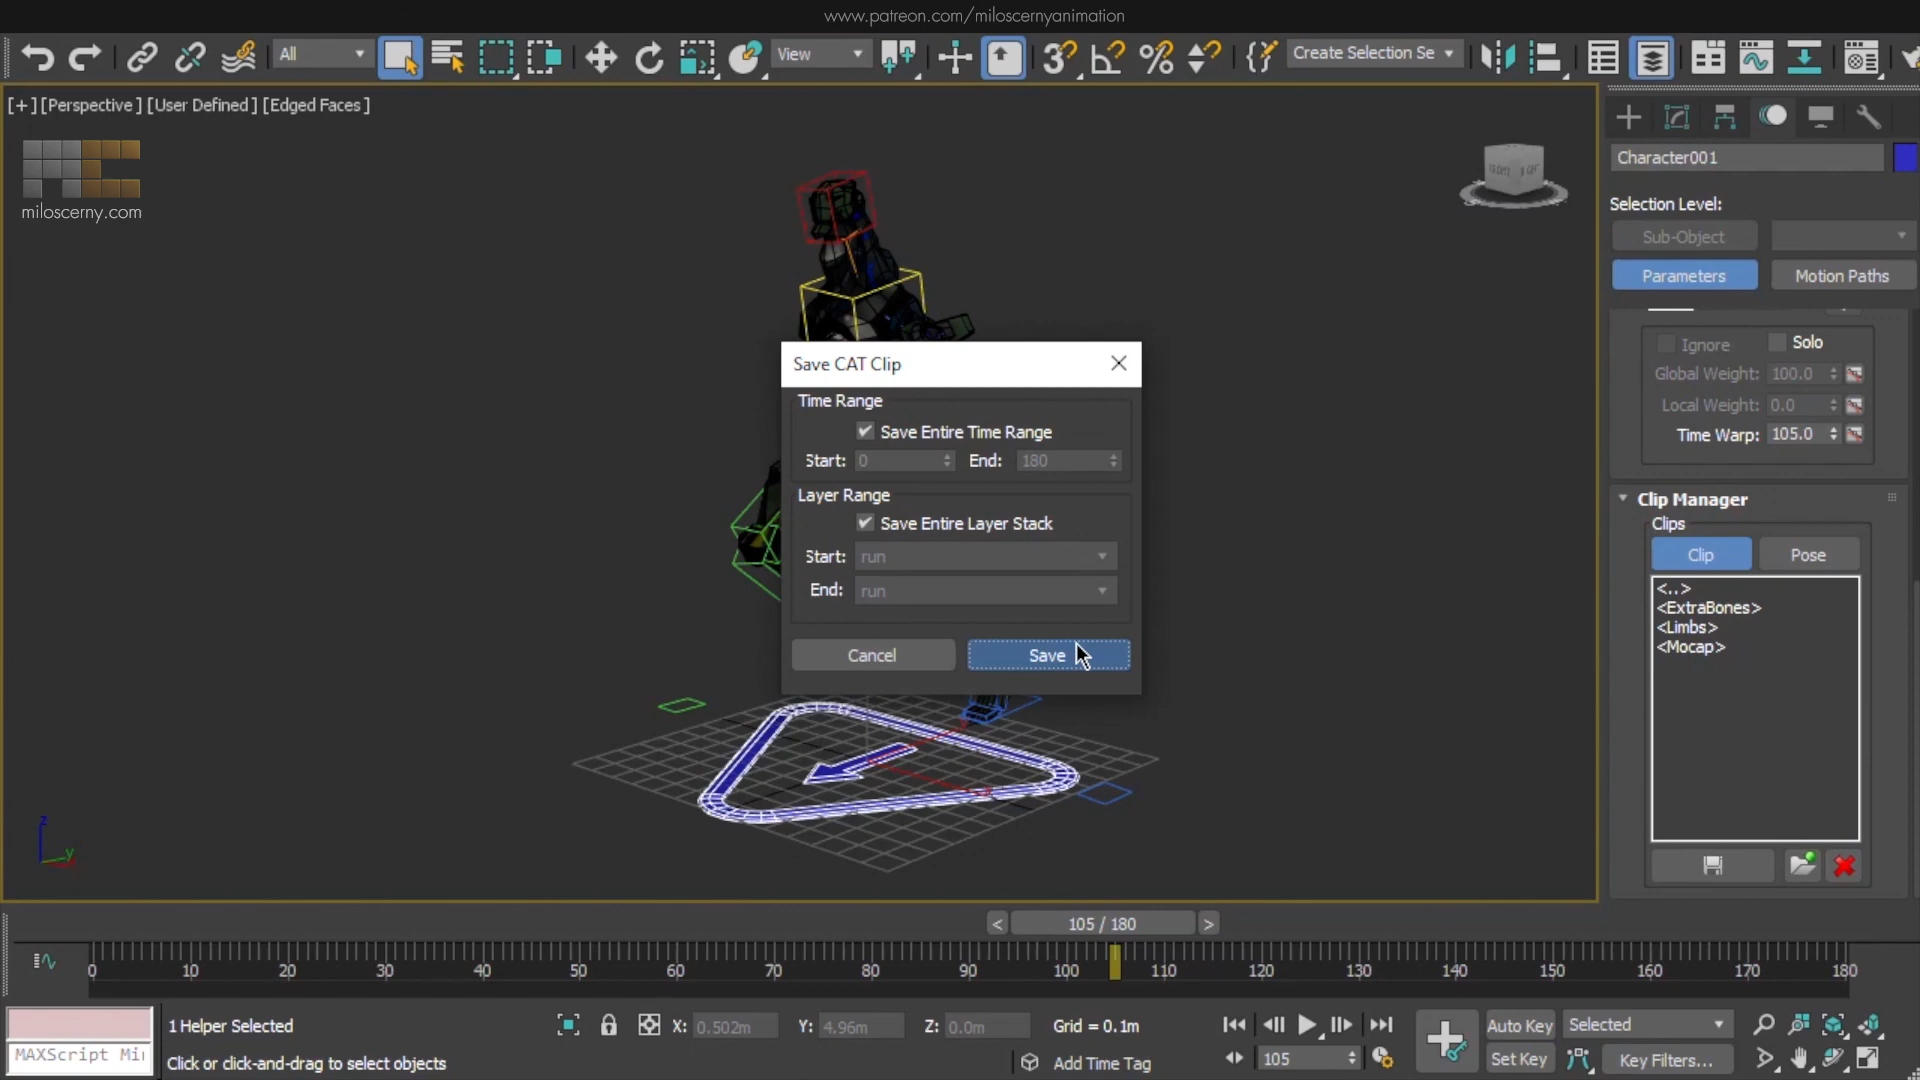 www.patreon.com/miloscernyanimation
All
View
Create Selection Se
[+] [Perspective ] [User Defined ] [Edged Faces ]
miloscerny.com
Character001
Selection Level:
Sub-Object
Parameters
Motion Paths
Ignore
Solo
Global Weight: 100.0
Local Weight: 0.0
Time Warp: 105.0
Save CAT Clip
Time Range
Save Entire Time Range
Start: 0 End: 180
Layer Range
Save Entire Layer Stack
Start: run
End: run
Cancel
Save
Clip Manager
Clips
Clip
Pose
<..>
<ExtraBones>
<Limbs>
<Mocap>
< 105 / 180 >
0 10 20 30 40 50 60 70 80 90 100 110 120 130 140 150 160 170 180
1 Helper Selected
X: 0.502m Y: 4.96m Z: 0.0m Grid = 0.1m
Auto Key
Selected
MAXScript Mi
Click or click-and-drag to select objects
Add Time Tag
105
Set Key
Key Filters...